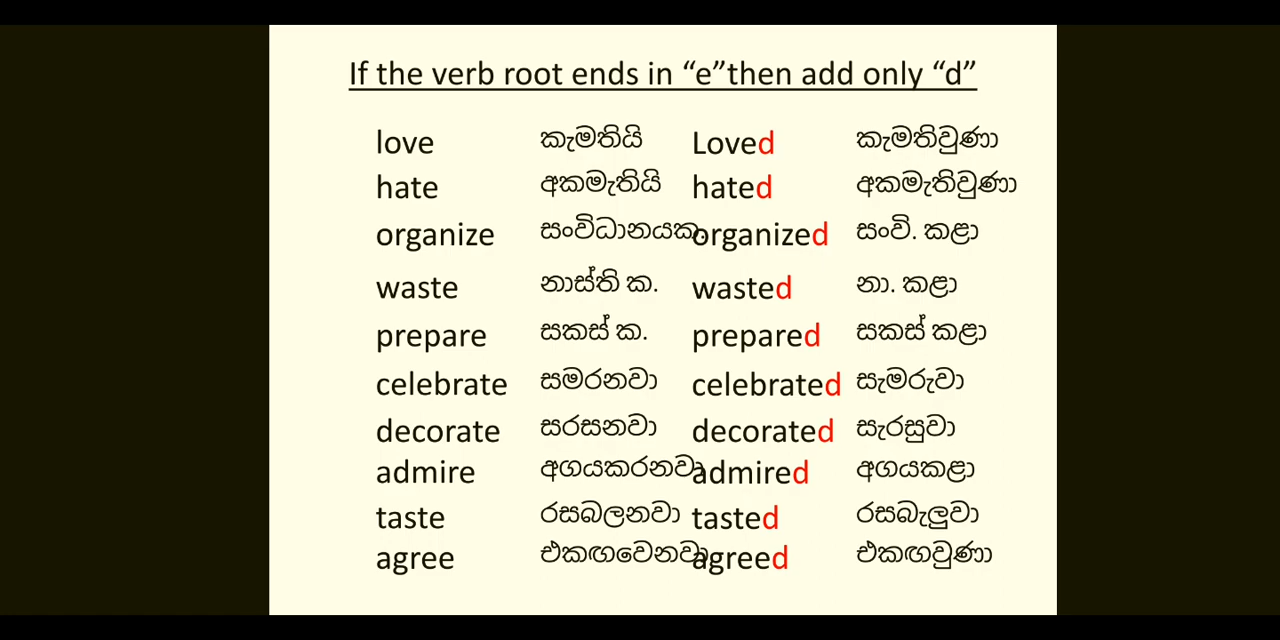 If the verb root ends in “e”then add only “d”
love කැමතියි Loved කැමතිවුණා
hate අකමැතියි hated අකමැතිවුණා
organize සංවිධානයක. organized සංවි. කළා
waste නාස්ති ක. wasted නා. කළා
prepare සකස් ක. prepared සකස් කළා
celebrate සමරනවා celebrated සැමරුවා
decorate සරසනවා decorated සැරසුවා
admire අගයකරනවා admired අගයකළා
taste රසබලනවා tasted රසබැලුවා
agree එකඟවෙනවා agreed එකඟවුණා